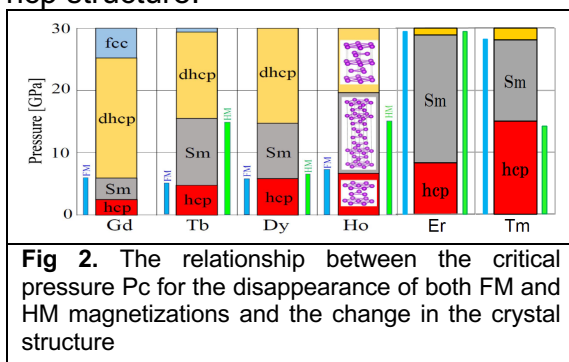 hcp structure.
30
20
10
0
Pressure [GPa]
fcc
dhcp
Sm
hcp
FM
Gd
dhcp
Sm
hcp
FM
HM
Tb
dhcp
Sm
hcp
FM
HM
Dy
FM
HM
Ho
Sm
hcp
FM
HM
Er
Sm
hcp
Tm
Fig 2. The relationship between the critical
pressure Pc for the disappearance of both FM and
HM magnetizations and the change in the crystal
structure